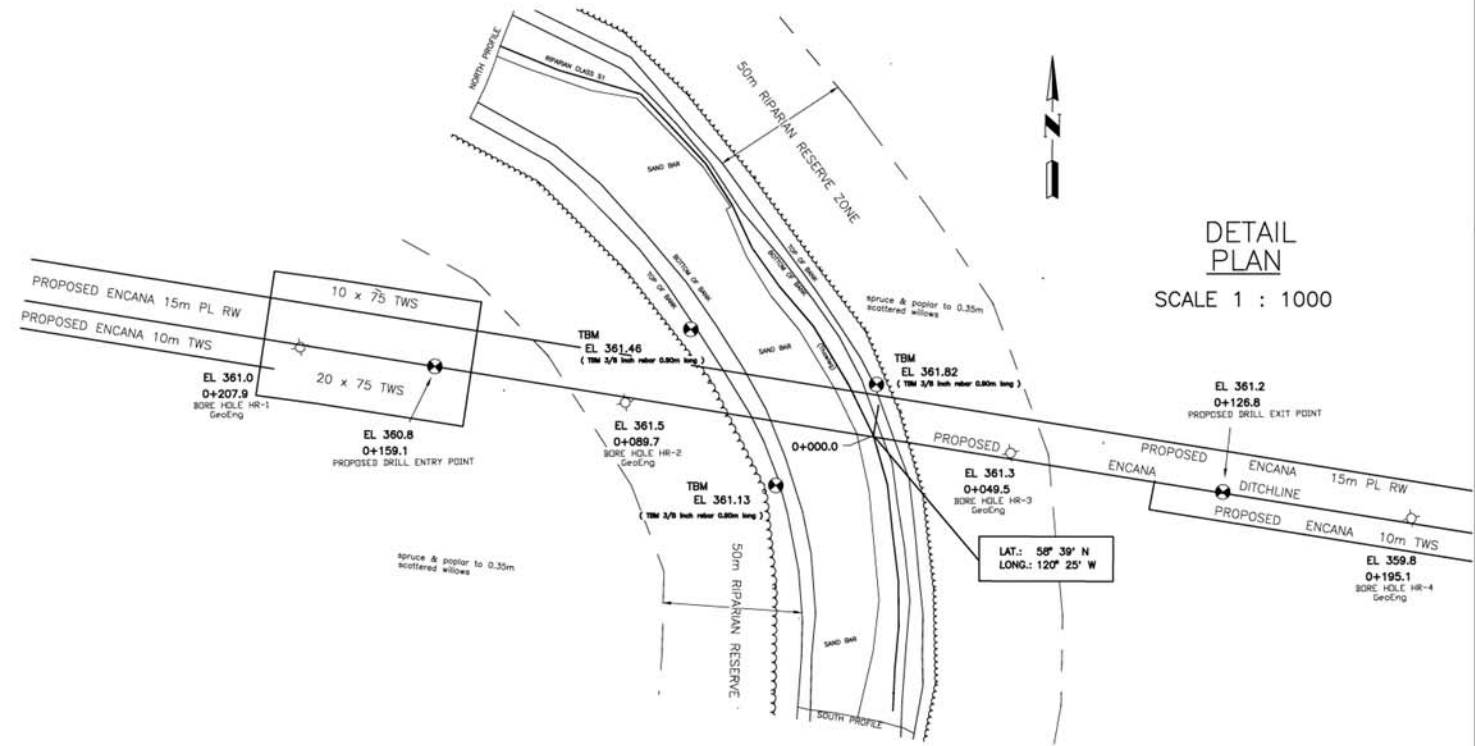 NORTH PROFILE
RIPARIAN CLASS S1
50m RIPARIAN RESERVE ZONE
N
DETAIL
PLAN
SCALE 1 : 1000
SAND BAR
BOTTOM OF BANK
TOP OF BANK
TOP OF BANK
BOTTOM OF BANK
PROPOSED ENCANA 15m PL RW
10 x 75 TWS
PROPOSED ENCANA 10m TWS
20 x 75 TWS
EL 361.0
0+207.9
BORE HOLE HR-1
GeoEng
EL 360.8
0+159.1
PROPOSED DRILL ENTRY POINT
TBM
EL 361.46
( TBM 3/8 inch rebar 0.90m long )
SAND BAR
spruce & poplar to 0.35m
scattered willows
TBM
EL 361.82
( TBM 3/8 inch rebar 0.90m long )
EL 361.5
0+089.7
BORE HOLE HR-2
GeoEng
0+000.0
EL 361.2
0+126.8
PROPOSED DRILL EXIT POINT
PROPOSED
ENCANA
DITCHLINE
PROPOSED ENCANA 15m PL RW
PROPOSED ENCANA 10m TWS
EL 361.3
0+049.5
BORE HOLE HR-3
GeoEng
TBM
EL 361.13
( TBM 3/8 inch rebar 0.90m long )
LAT.: 58° 39' N
LONG.: 120° 25' W
EL 359.8
0+195.1
BORE HOLE HR-4
GeoEng
spruce & poplar to 0.35m
scattered willows
50m RIPARIAN RESERVE
SAND BAR
SOUTH PROFILE